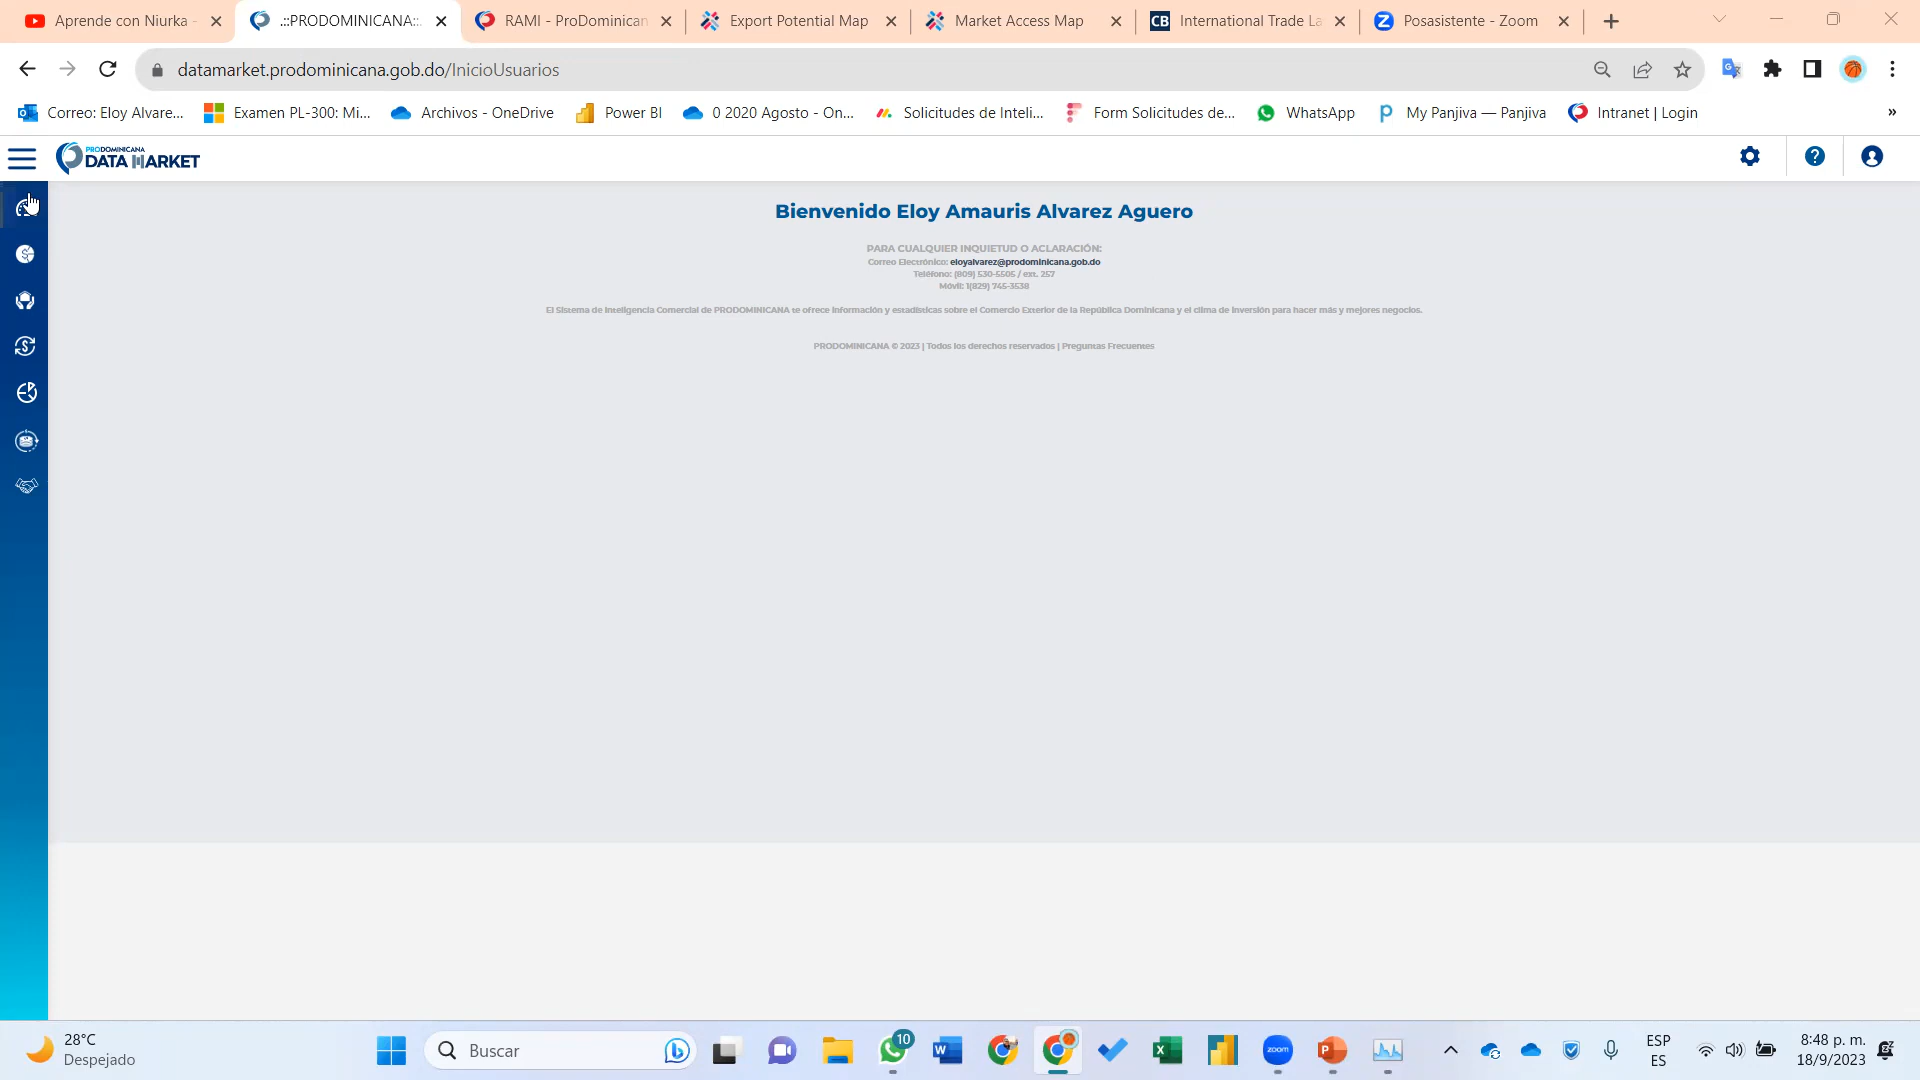 Aprende con Niurka -
.::PRODOMINICANA::.
RAMI - ProDominican
Export Potential Map
Market Access Map
CB International Trade La
Z Posasistente - Zoom
datamarket.prodominicana.gob.do/InicioUsuarios
Correo: Eloy Alvare...
Examen PL-300: Mi...
Archivos - OneDrive
Power BI
0 2020 Agosto - On...
Solicitudes de Inteli...
Form Solicitudes de...
WhatsApp
My Panjiva — Panjiva
Intranet | Login
»
PRODOMINICANA
DATA MARKET
Bienvenido Eloy Amauris Alvarez Aguero
PARA CUALQUIER INQUIETUD O ACLARACIÓN:
Correo Electrónico: eloyalvarez@prodominicana.gob.do
Teléfono: (809) 530-5505 / ext. 257
Móvil: 1(829) 745-3538
El Sistema de Inteligencia Comercial de PRODOMINICANA te ofrece información y estadísticas sobre el Comercio Exterior de la República Dominicana y el clima de inversión para hacer más y mejores negocios.
PRODOMINICANA © 2023 | Todos los derechos reservados | Preguntas Frecuentes
28°C
Despejado
Buscar
10
zoom
ESP
ES
8:48 p. m.
18/9/2023